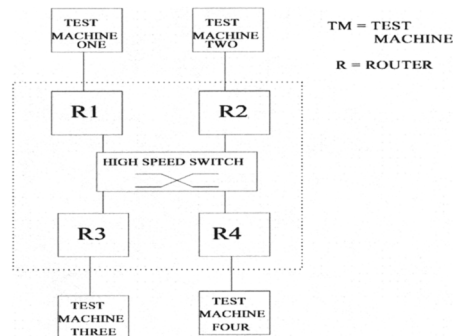 TEST
MACHINE
ONE
TEST
MACHINE
TWO
TM = TEST
MACHINE
R = ROUTER
R1
R2
HIGH SPEED SWITCH
R3
R4
TEST
MACHINE
THREE
TEST
MACHINE
FOUR